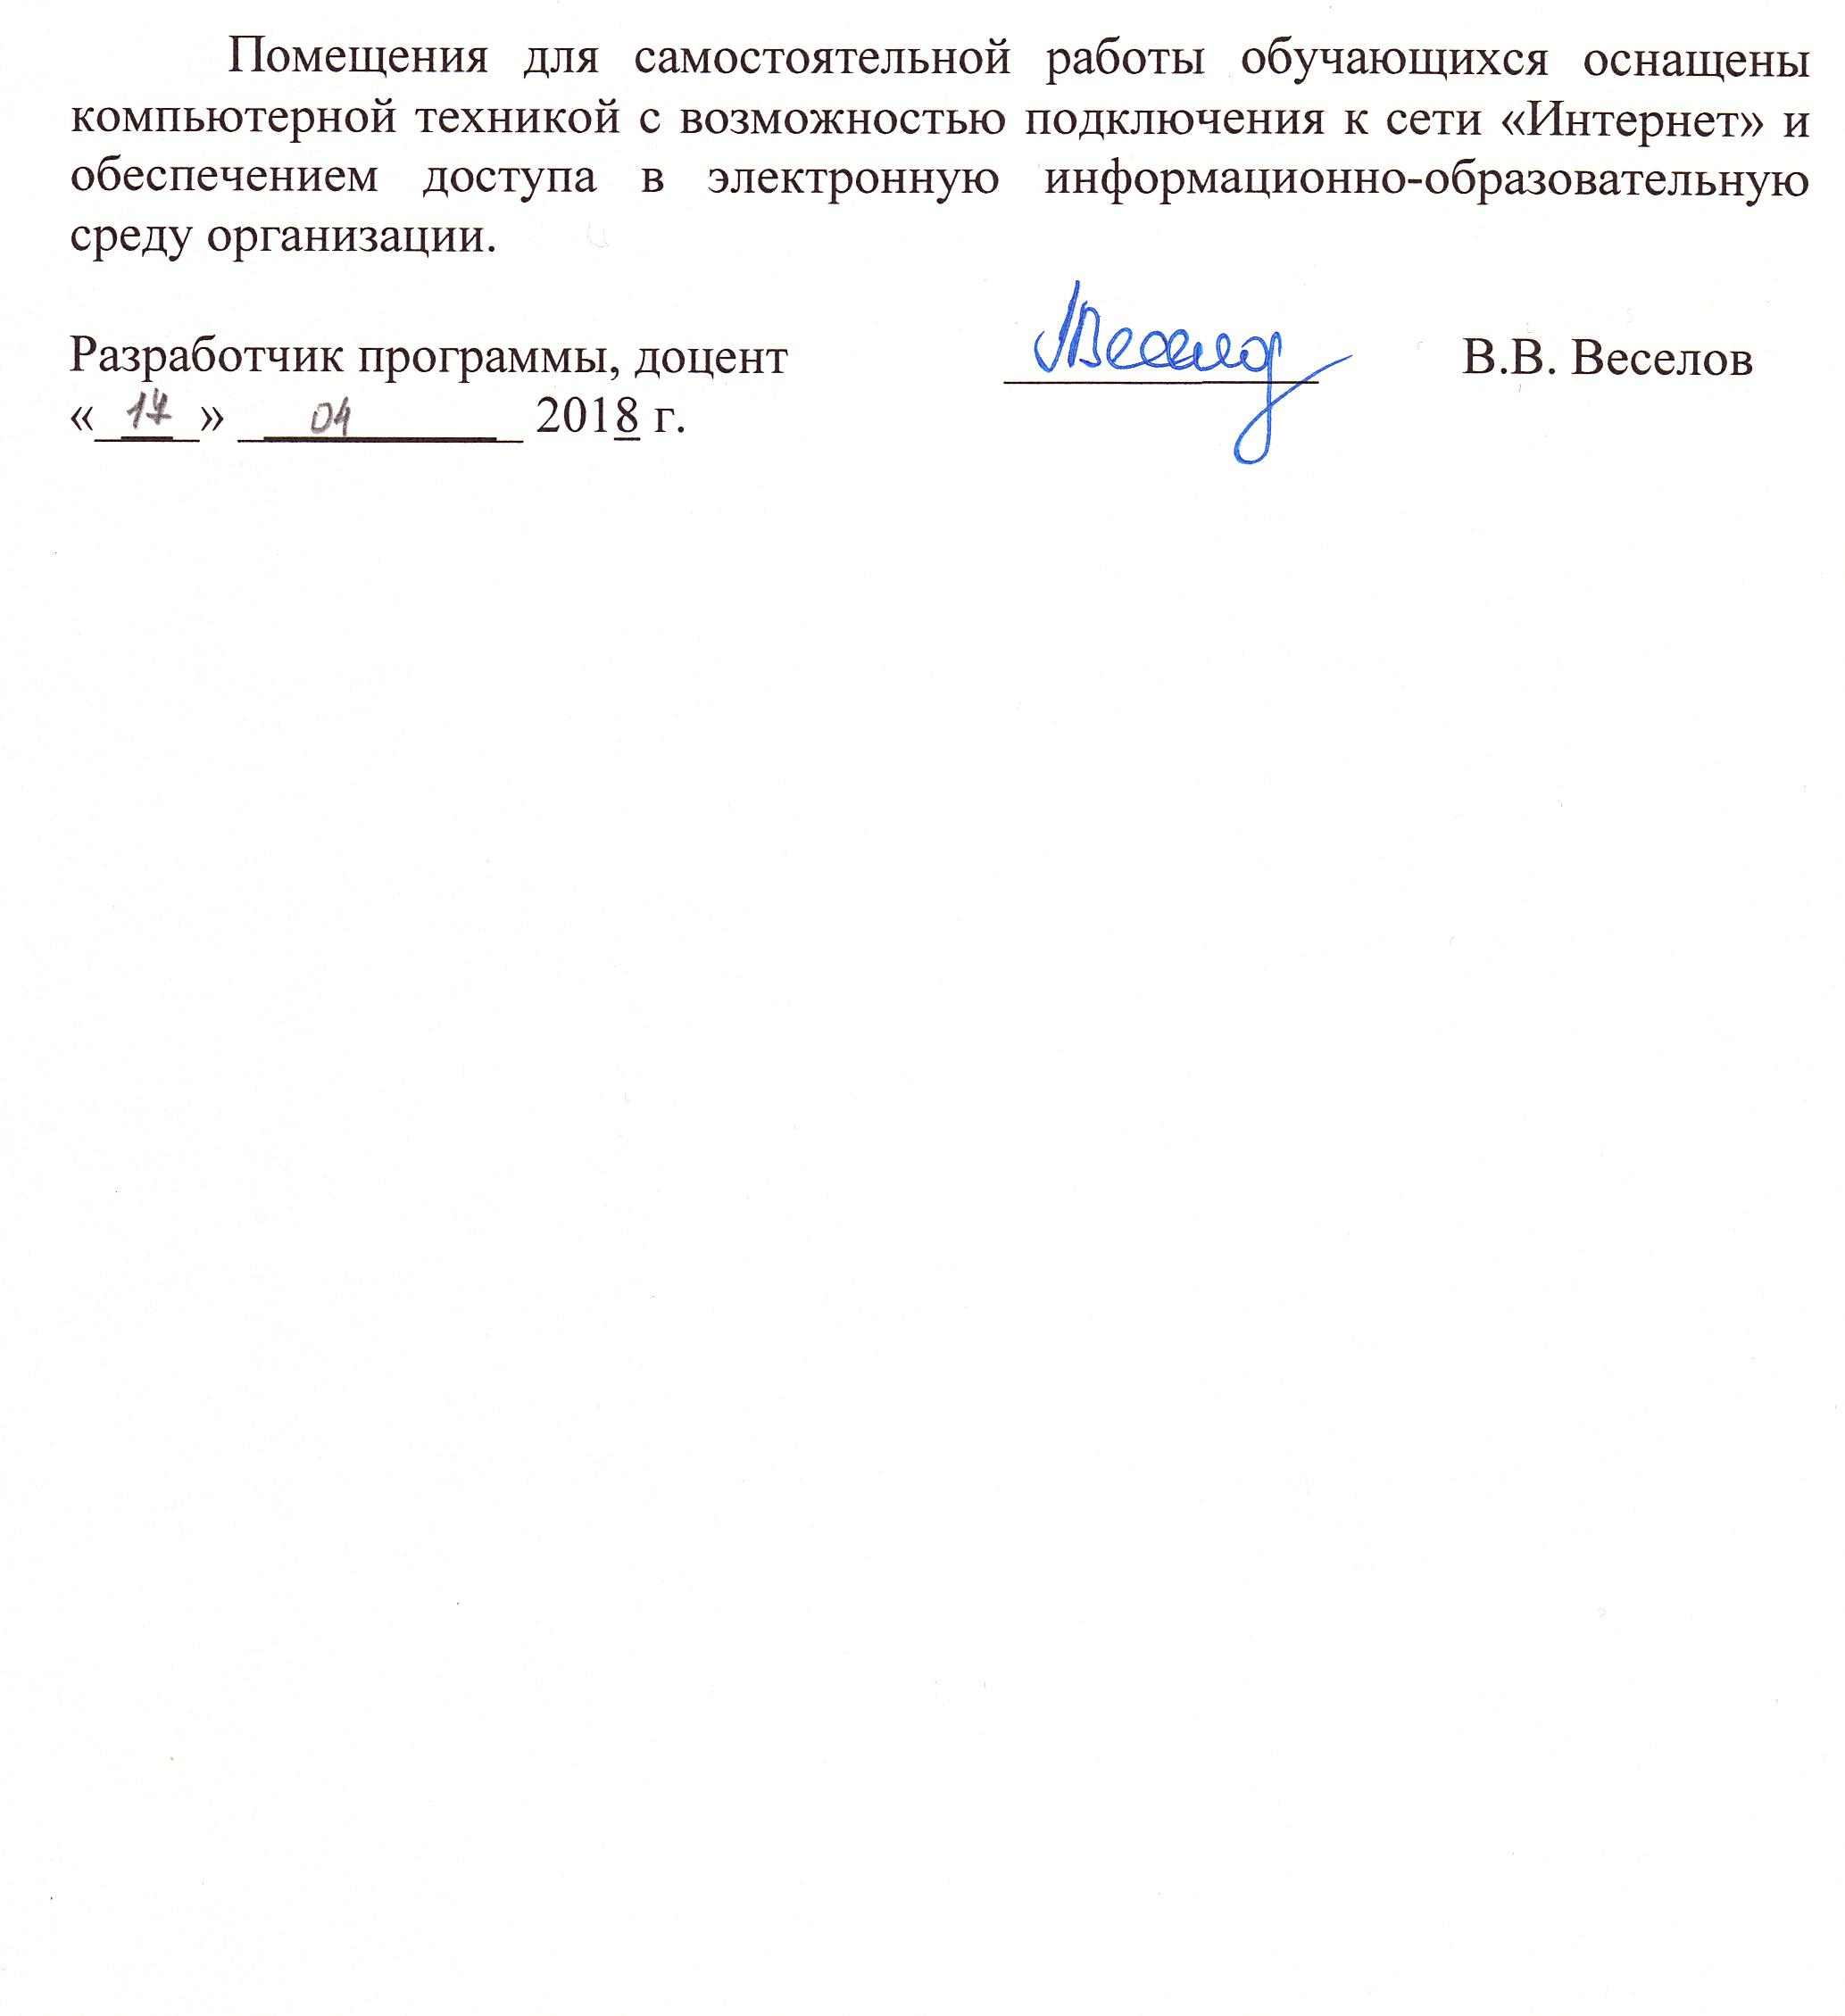 Помещения для самостоятельной работы обучающихся оснащены
компьютерной техникой с возможностью подключения к сети «Интернет» и
обеспечением доступа в электронную информационно-образовательную
среду организации.
Разработчик программы, доцент Веселов В.В. Веселов
«17» 04 2018 г.